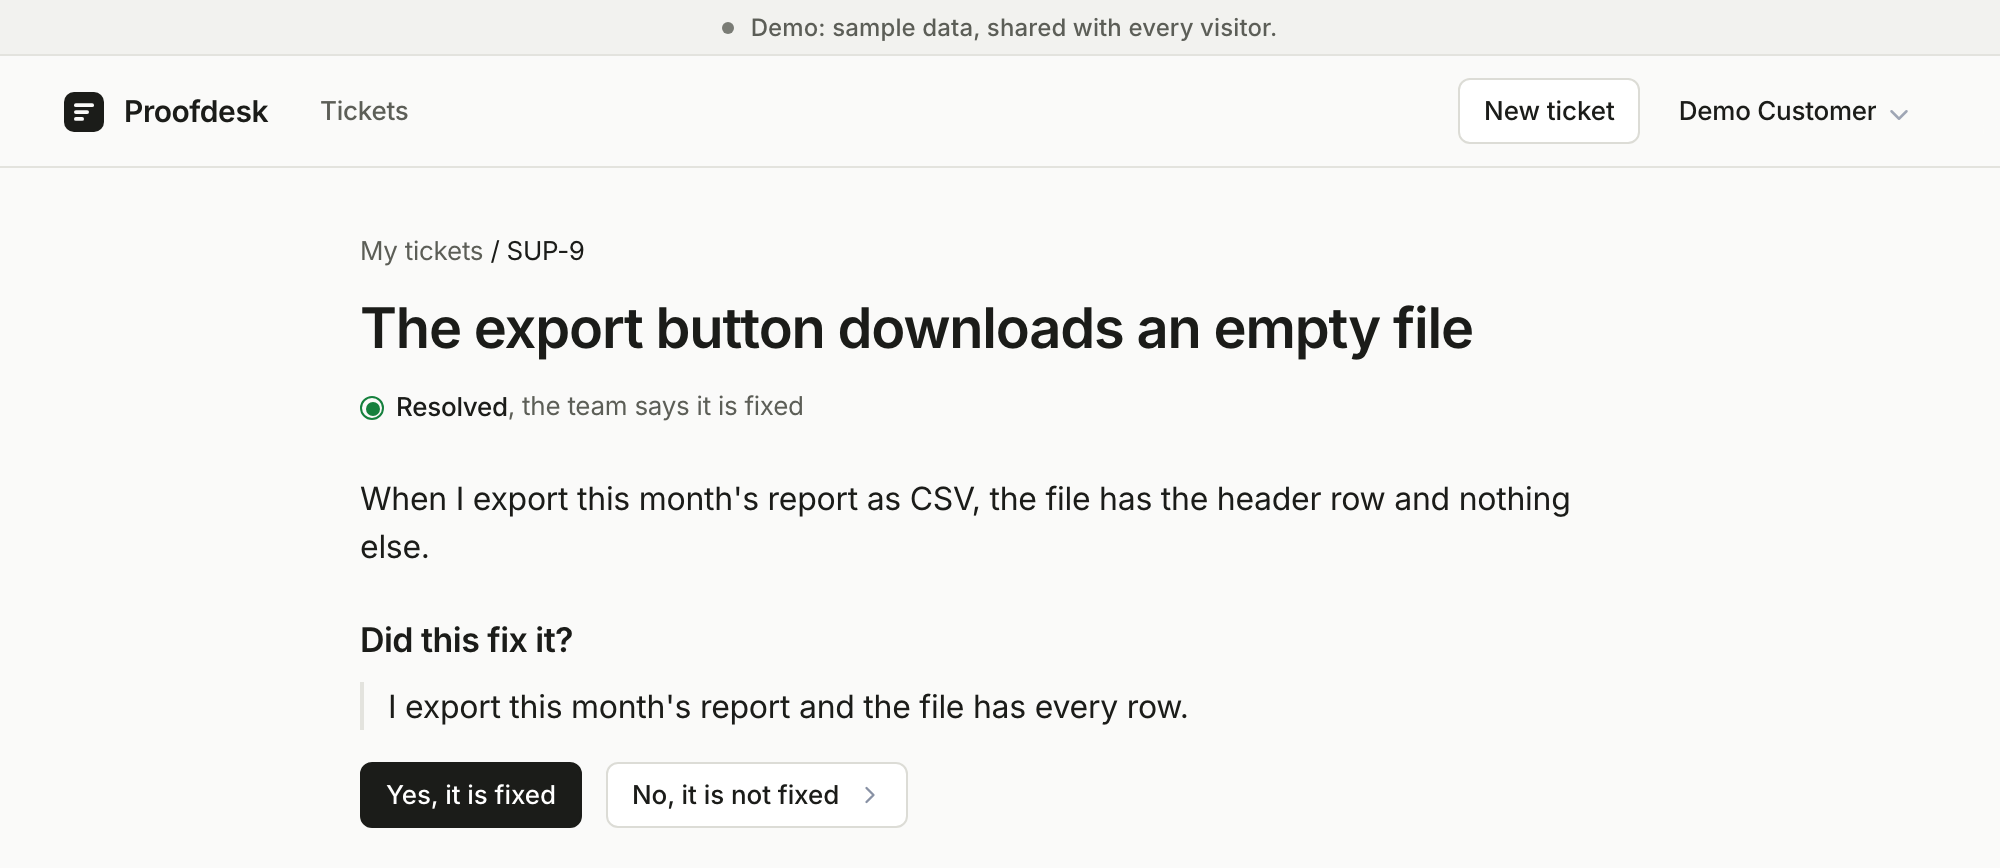 Demo: sample data, shared with every visitor.
Proofdesk
Tickets
New ticket
Demo Customer
My tickets / SUP-9
The export button downloads an empty file
Resolved, the team says it is fixed
When I export this month's report as CSV, the file has the header row and nothing
else.
Did this fix it?
I export this month's report and the file has every row.
Yes, it is fixed
No, it is not fixed